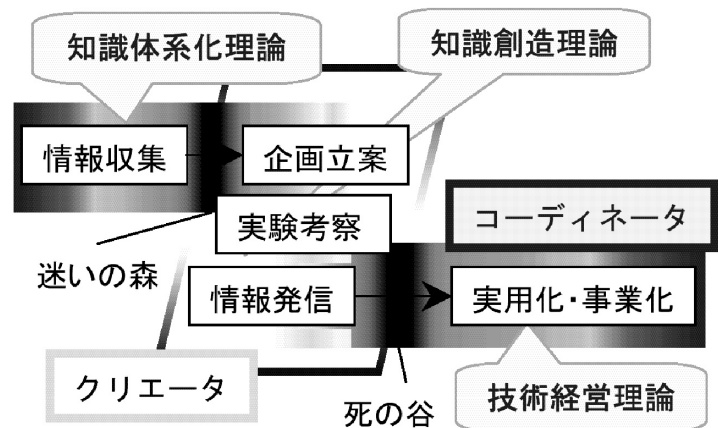 知識体系化理論
知識創造理論
情報収集
企画立案
実験考察
コーディネータ
迷いの森
情報発信
実用化・事業化
クリエータ
死の谷
技術経営理論